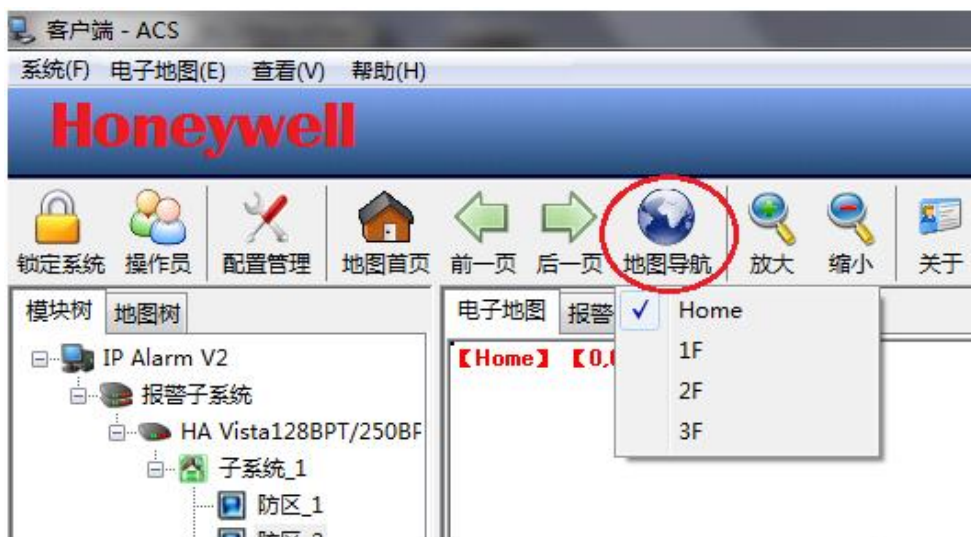 客户端 - ACS
系统(F) 电子地图(E) 查看(V) 帮助(H)
Honeywell
锁定系统 操作员 配置管理 地图首页 前一页 后一页 地图导航 放大 缩小 关于
模块树 地图树 电子地图 报警
Home
1F
2F
3F
【Home】【0,
IP Alarm V2
报警子系统
HA Vista128BPT/250BF
子系统_1
防区_1